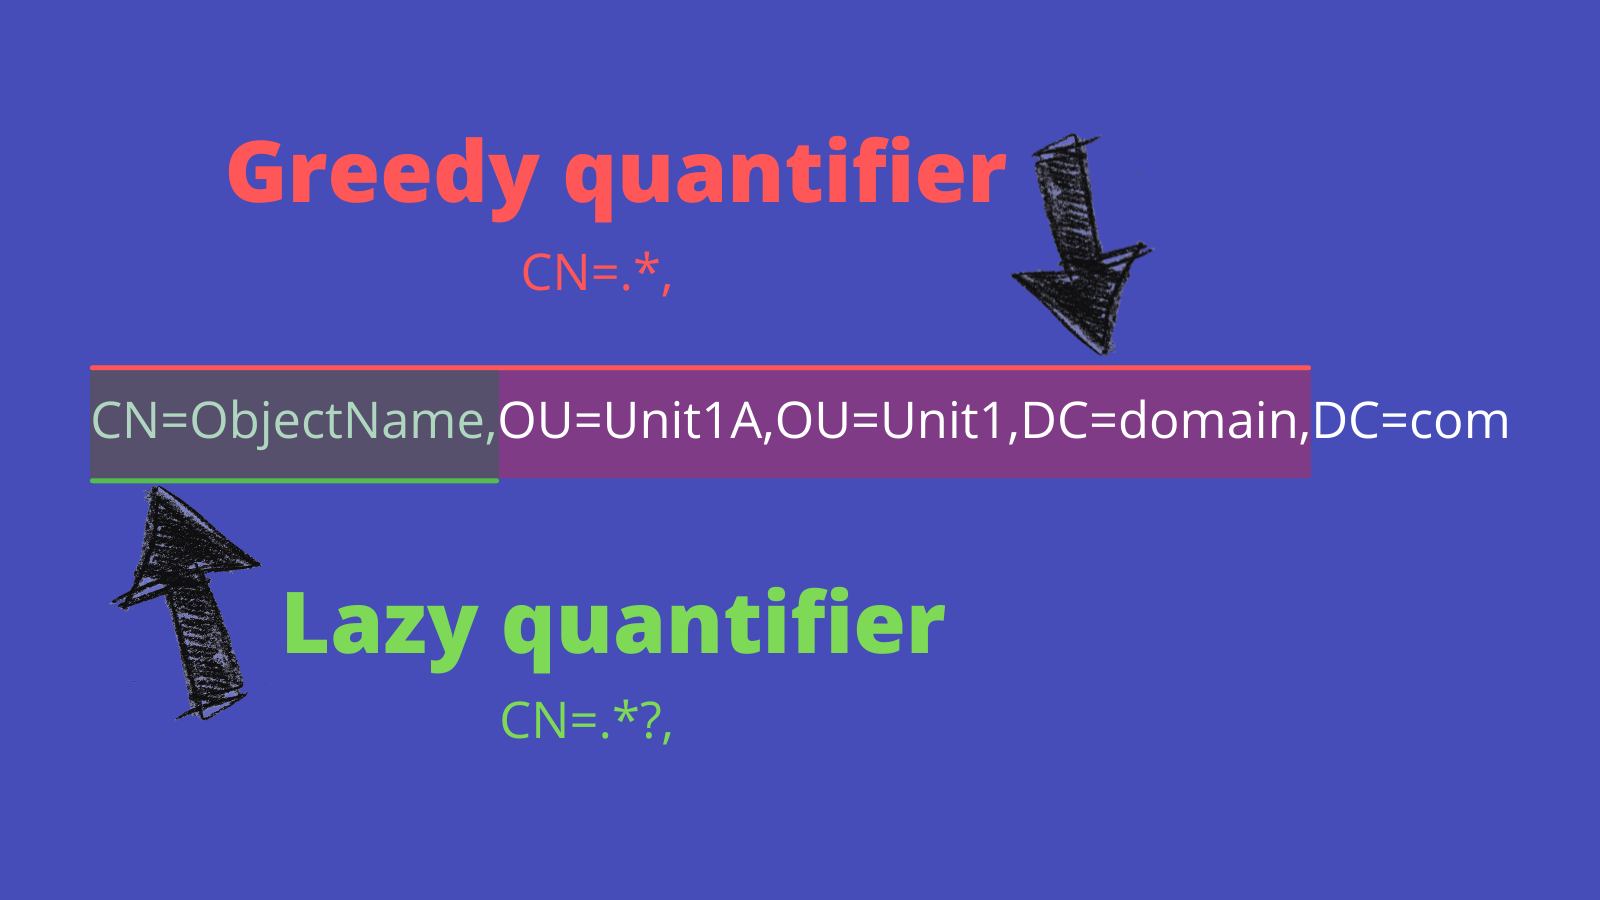 Greedy quantifier
CN=.*,
CN=ObjectName,OU=Unit1A,OU=Unit1,DC=domain,DC=com
Lazy quantifier
CN=.*?,